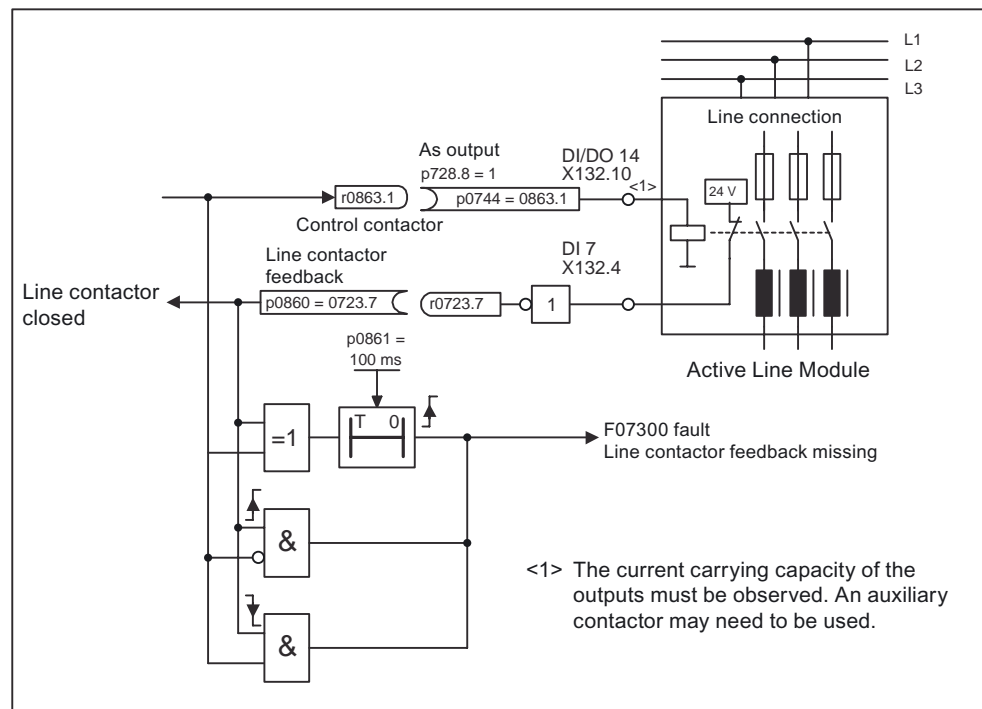 L1
L2
L3
Line connection
As output
p728.8 = 1
DI/DO 14
X132.10
<1>
24 V
r0863.1
p0744 = 0863.1
Control contactor
Line contactor
feedback
DI 7
X132.4
Line contactor
closed
p0860 = 0723.7
r0723.7
1
p0861 =
100 ms
Active Line Module
=1
T 0
F07300 fault
Line contactor feedback missing
&
<1> The current carrying capacity of the
outputs must be observed. An auxiliary
contactor may need to be used.
&